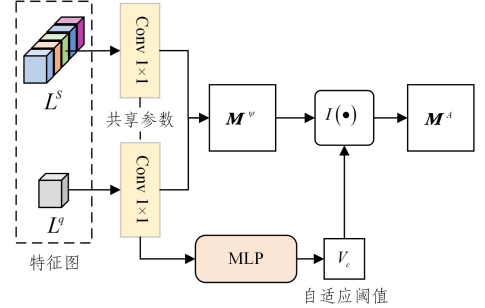 Conv 1×1
L^S
共享参数
M^Ψ
I(•)
M^A
Conv 1×1
L^q
特征图
MLP
V_c
自适应阈值